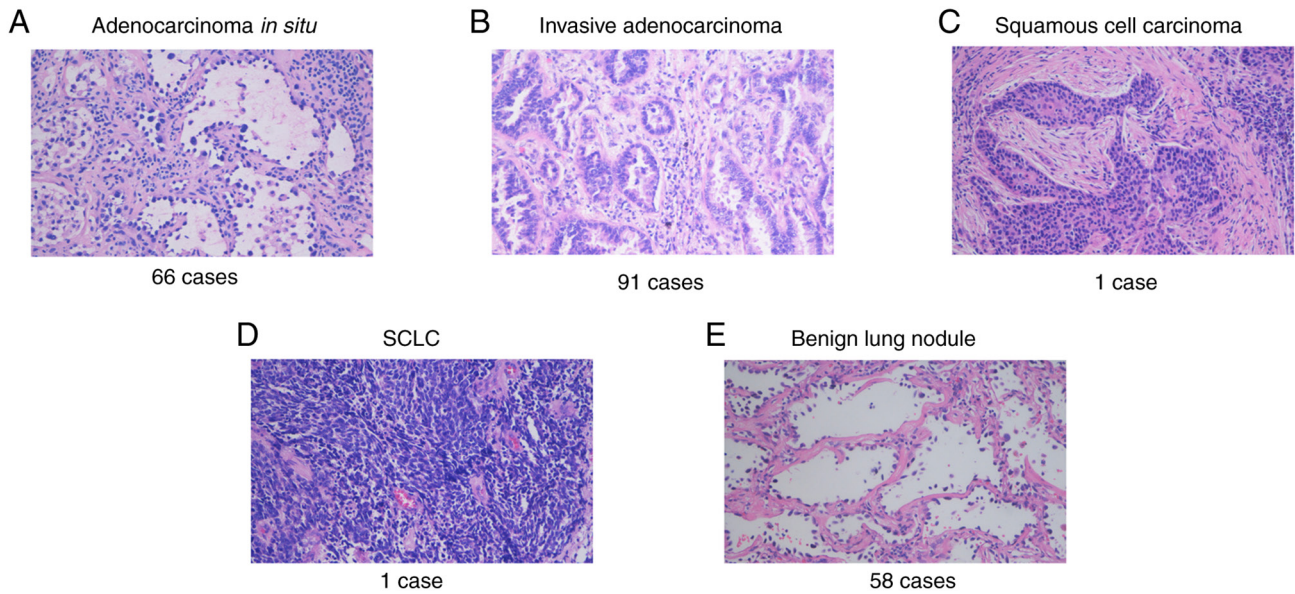 A Adenocarcinoma in situ
66 cases
B Invasive adenocarcinoma
91 cases
C Squamous cell carcinoma
1 case
D SCLC
1 case
E Benign lung nodule
58 cases